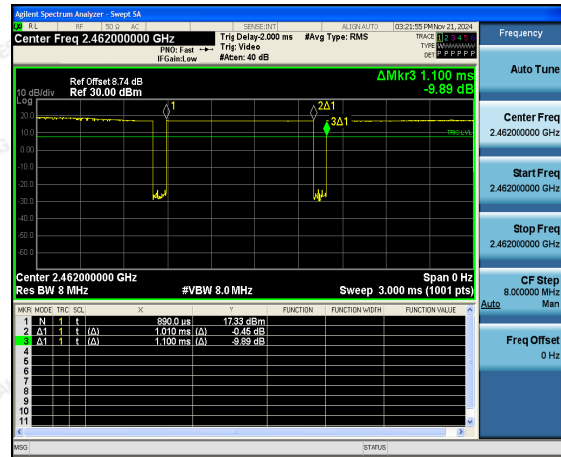 Agilent Spectrum Analyzer - Swept SA
RL RF 50 Ω AC SENSE:INT ALIGN AUTO 03:21:55 PM Nov 21, 2024
Center Freq 2.462000000 GHz
PNO: Fast
IFGain:Low
Trig Delay-2.000 ms
Trig: Video
#Atten: 40 dB
#Avg Type: RMS
TRACE 1 2 3 4 5 6
TYPE WWWWWW
DET P P P P P P
Frequency
Auto Tune
Center Freq
2.462000000 GHz
Start Freq
2.462000000 GHz
Stop Freq
2.462000000 GHz
CF Step
8.000000 MHz
Auto Man
Freq Offset
0 Hz
ΔMkr3 1.100 ms
-9.89 dB
Ref Offset 8.74 dB
10 dB/div Ref 30.00 dBm
Log
20.0
10.0
0.00
-10.0
-20.0
-30.0
-40.0
-50.0
-60.0
1
2Δ1
3Δ1
TRIG LVL
Center 2.462000000 GHz Span 0 Hz
Res BW 8 MHz #VBW 8.0 MHz Sweep 3.000 ms (1001 pts)
MKR MODE TRC SCL X Y FUNCTION FUNCTION WIDTH FUNCTION VALUE
1 N 1 t 890.0 µs 17.33 dBm
2 Δ1 1 t (Δ) 1.010 ms (Δ) -0.45 dB
3 Δ1 1 t (Δ) 1.100 ms (Δ) -9.89 dB
4
5
6
7
8
9
10
11
MSG STATUS